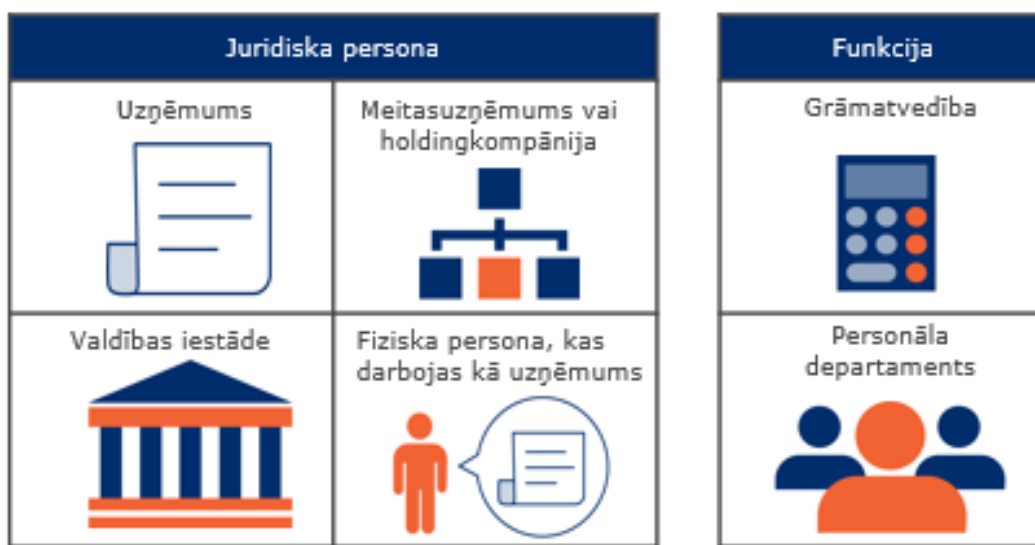 Juridiska persona
Uzņēmums
Meitasuzņēmums vai
holdingkompānija
Valdības iestāde
Fiziska persona, kas
darbojas kā uzņēmums
Funkcija
Grāmatvedība
Personāla
departaments